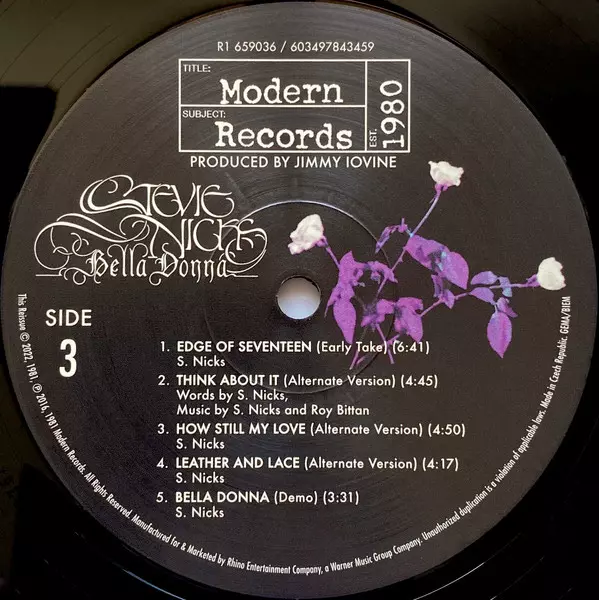 R1 659036 / 603497843459
TITLE:
Modern
SUBJECT:
Records
EST. 1980
PRODUCED BY JIMMY IOVINE
STEVIE
NICKS
Bella Donna
SIDE
3
1. EDGE OF SEVENTEEN (Early Take) (6:41)
S. Nicks
2. THINK ABOUT IT (Alternate Version) (4:45)
Words by S. Nicks,
Music by S. Nicks and Roy Bittan
3. HOW STILL MY LOVE (Alternate Version) (4:50)
S. Nicks
4. LEATHER AND LACE (Alternate Version) (4:17)
S. Nicks
5. BELLA DONNA (Demo) (3:31)
S. Nicks
This Reissue © 2022, 1981, ℗ 2016, 1981 Modern Records. All Rights Reserved. Manufactured for & Marketed by Rhino Entertainment Company, a Warner Music Group Company. Unauthorized duplication is a violation of applicable laws. Made in Czech Republic. GEMA/BIEM